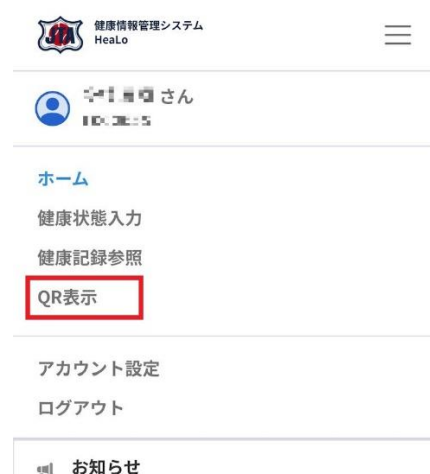 健康情報管理システム
HeaLo
さん
ホーム
健康状態入力
健康記録参照
QR表示
アカウント設定
ログアウト
お知らせ